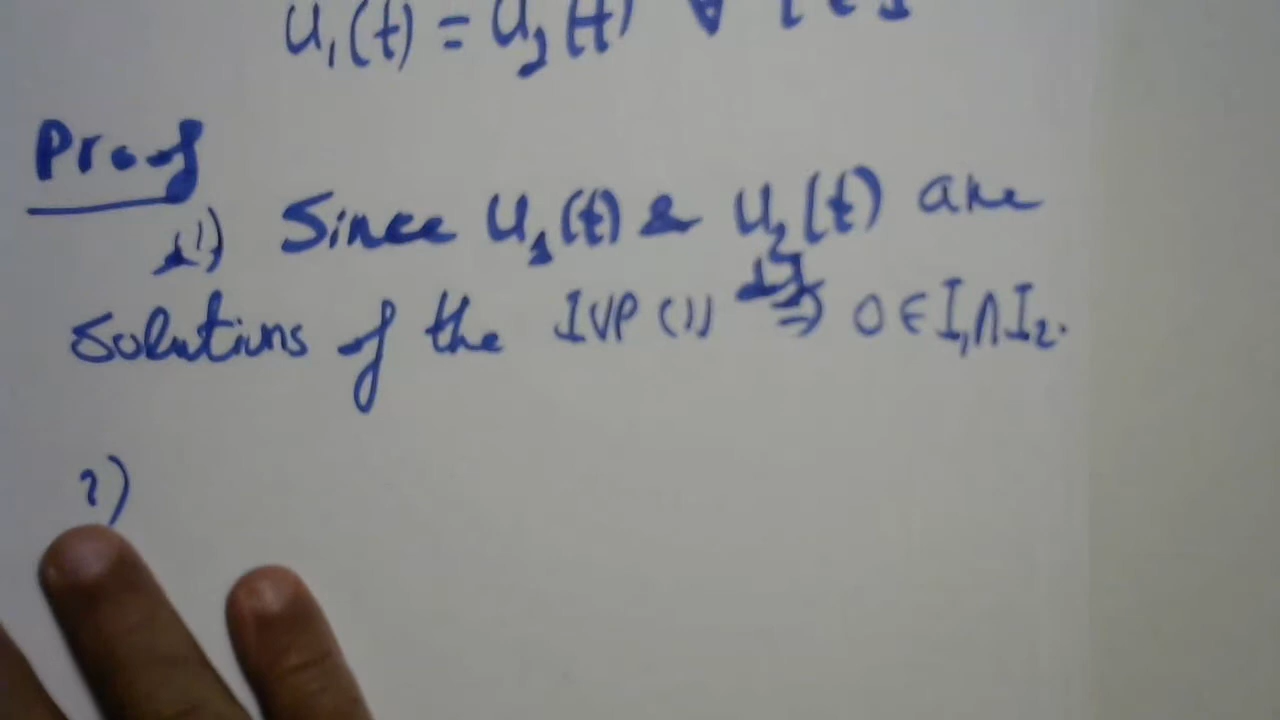 U₁(t) = U₂(t) ∀
Proof
1) Since U₁(t) & U₂(t) are
Solutions of the IVP (1) ⇒ 0 ∈ I₁∩I₂.
2)